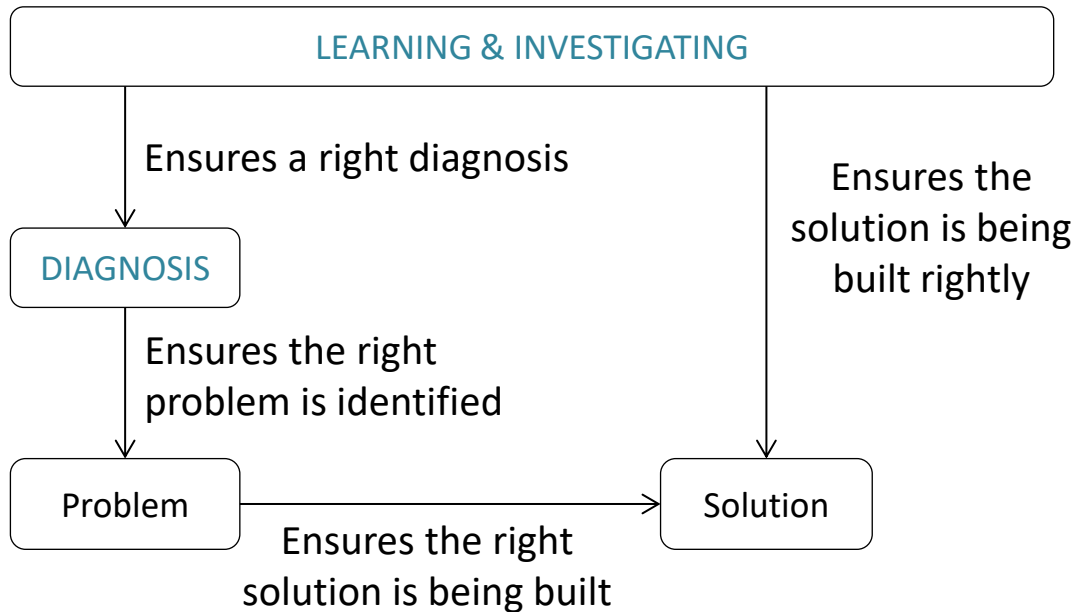 LEARNING & INVESTIGATING
Ensures a right diagnosis
Ensures the
solution is being
built rightly
DIAGNOSIS
Ensures the right
problem is identified
Problem
Solution
Ensures the right
solution is being built